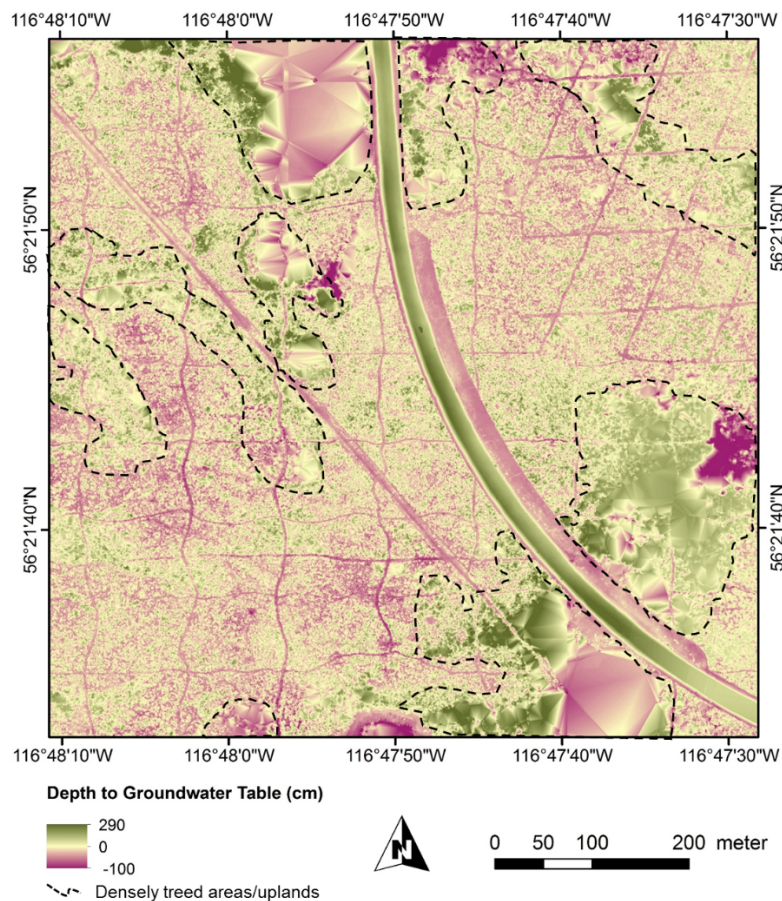 116°48'10"W 116°48'0"W 116°47'50"W 116°47'40"W 116°47'30"W
56°21'50"N 56°21'50"N
56°21'40"N 56°21'40"N
116°48'10"W 116°48'0"W 116°47'50"W 116°47'40"W 116°47'30"W
Depth to Groundwater Table (cm)
290
0
-100
Densely treed areas/uplands
N
0 50 100 200 meter